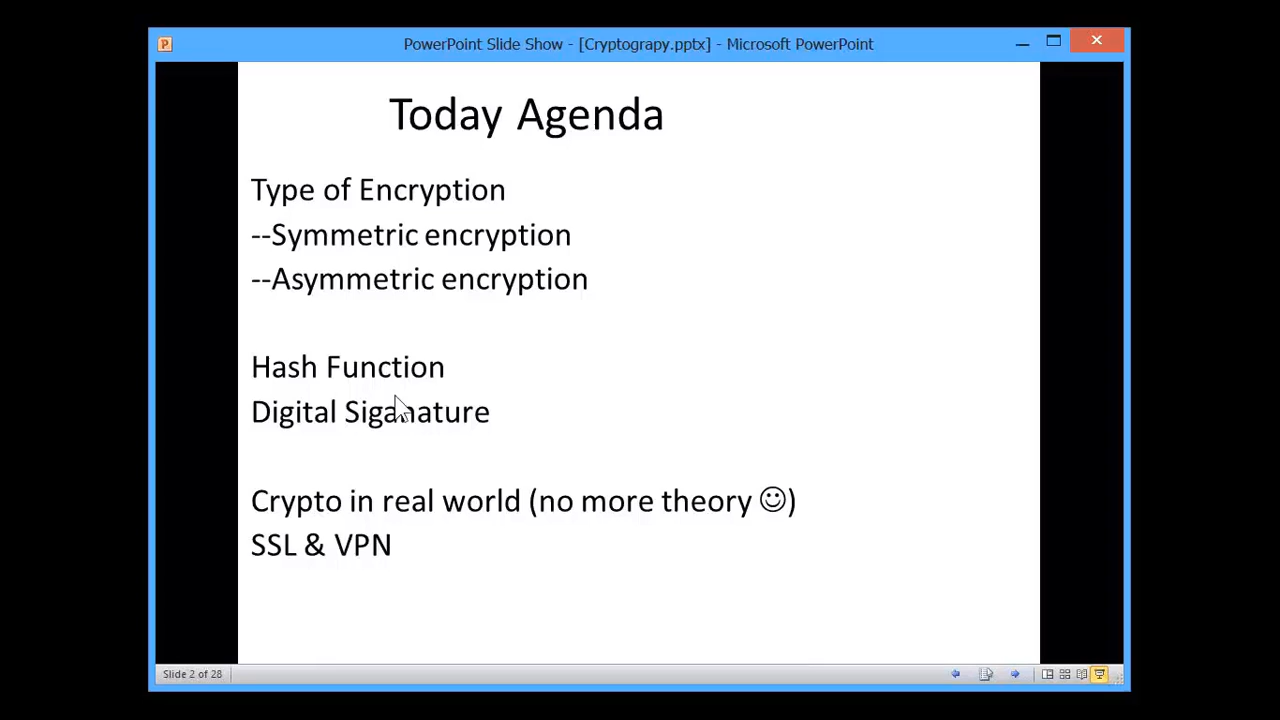 PowerPoint Slide Show - [Cryptograpy.pptx] - Microsoft PowerPoint
Today Agenda
Type of Encryption
--Symmetric encryption
--Asymmetric encryption
Hash Function
Digital Siganature
Crypto in real world (no more theory ☺)
SSL & VPN
Slide 2 of 28